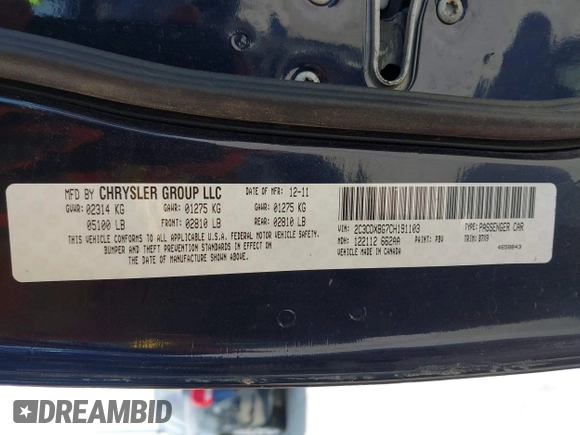 MFD BY CHRYSLER GROUP LLC DATE OF MFR: 12-11
GVWR: 02314 KG GAWR: 01275 KG GAWR: 01275 KG
05100 LB FRONT: 02810 LB REAR: 02810 LB
THIS VEHICLE CONFORMS TO ALL APPLICABLE U.S.A. FEDERAL MOTOR VEHICLE SAFETY,
BUMPER AND THEFT PREVENTION STANDARDS IN EFFECT ON
THE DATE OF MANUFACTURE SHOWN ABOVE.
VIN: 2C3CDXBG7CH191103 TYPE: PASSENGER CAR
MDH: 122112 662AA PAINT: PBV TRIM: D7X9
VEHICLE MADE IN CANADA 4658043
DREAMBID